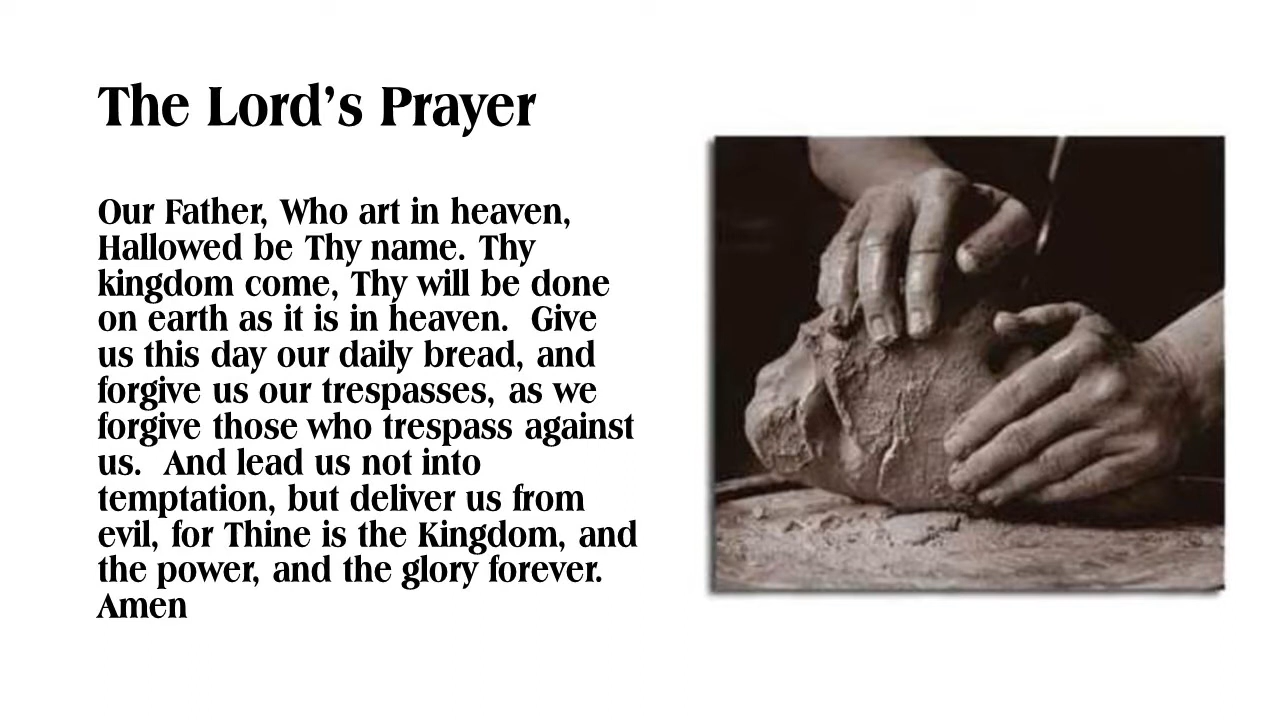 The Lord’s Prayer
Our Father, Who art in heaven,
Hallowed be Thy name. Thy
kingdom come, Thy will be done
on earth as it is in heaven.  Give
us this day our daily bread, and
forgive us our trespasses, as we
forgive those who trespass against
us.  And lead us not into
temptation, but deliver us from
evil, for Thine is the Kingdom, and
the power, and the glory forever.
Amen